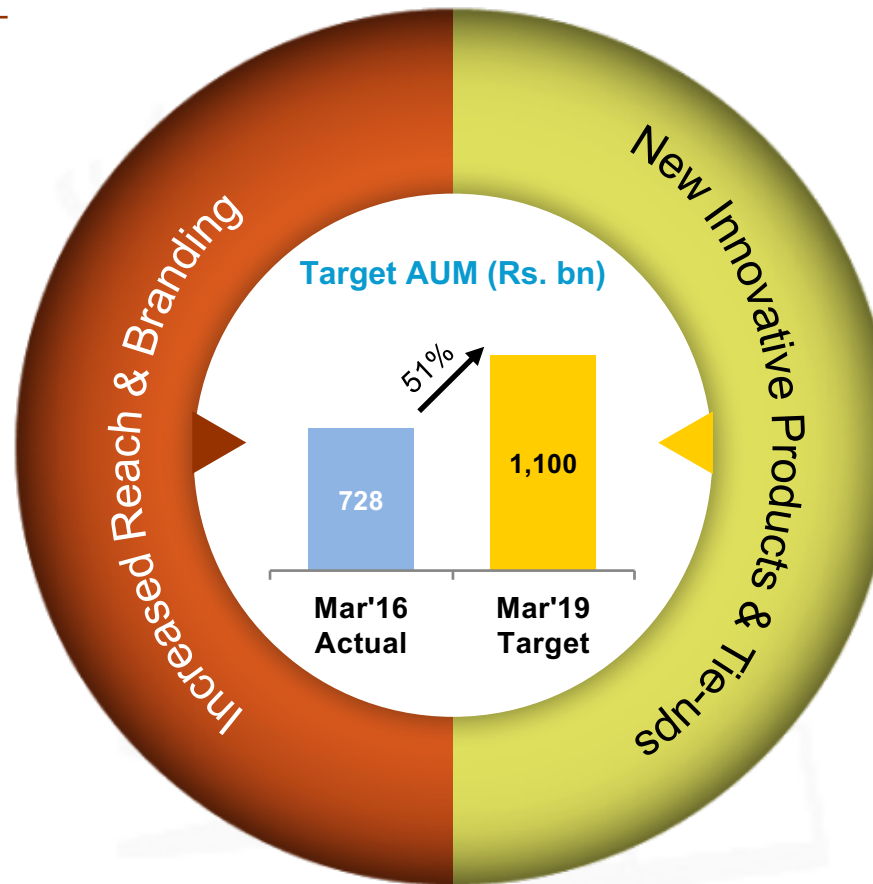 Increased Reach & Branding
New Innovative Products & Tie-ups
Target AUM (Rs. bn)
51%
728
1,100
Mar'16
Actual
Mar'19
Target